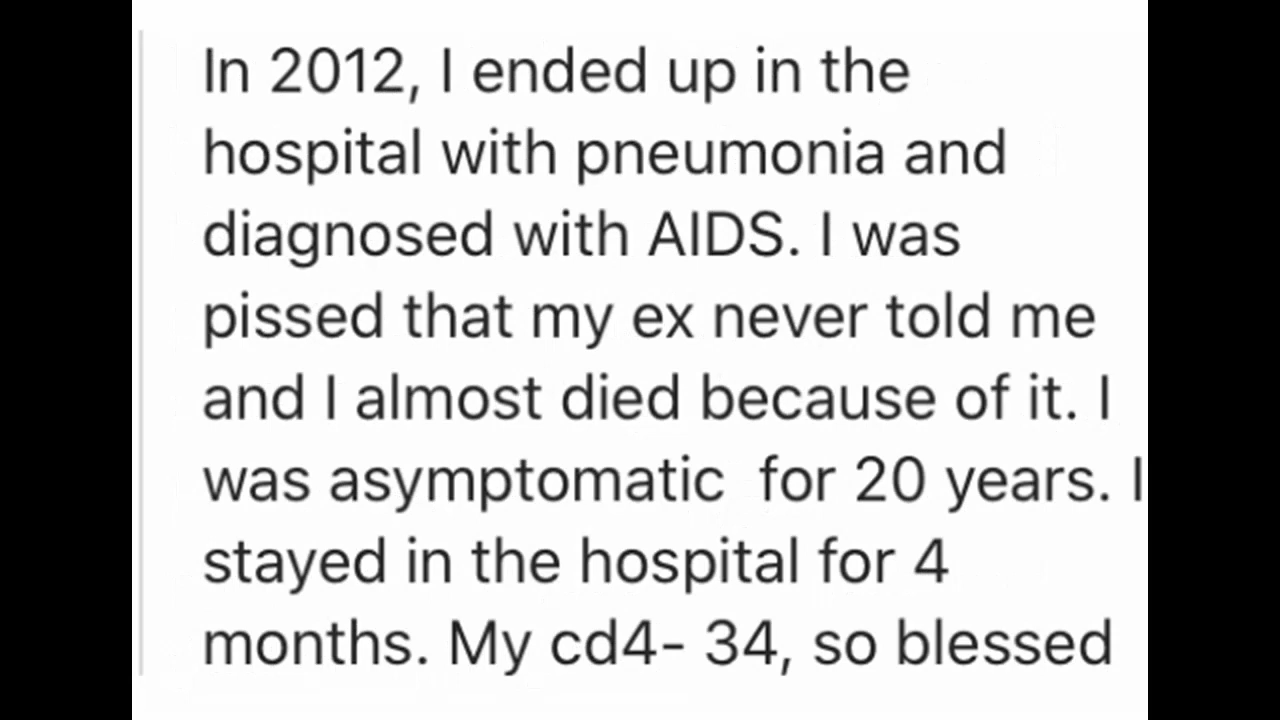 In 2012, I ended up in the
hospital with pneumonia and
diagnosed with AIDS. I was
pissed that my ex never told me
and I almost died because of it. I
was asymptomatic  for 20 years. I
stayed in the hospital for 4
months. My cd4- 34, so blessed